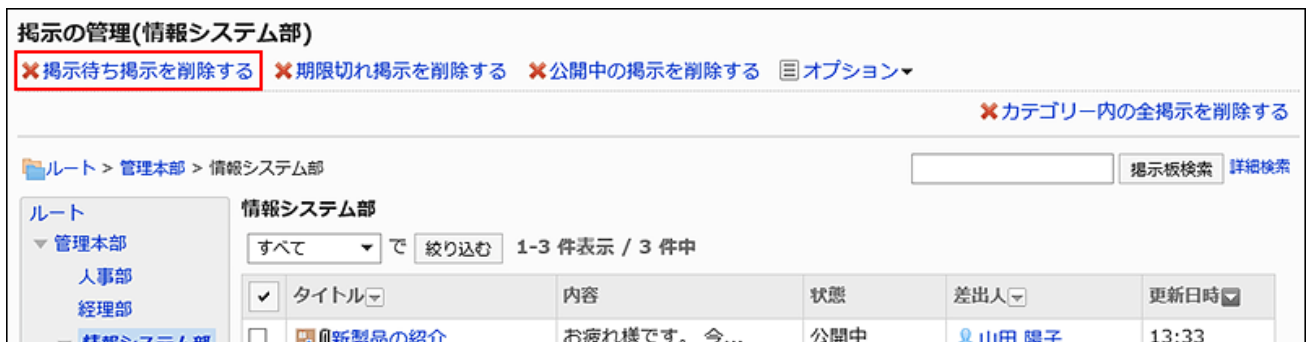 掲示の管理(情報システム部)
掲示待ち掲示を削除する 期限切れ掲示を削除する 公開中の掲示を削除する オプション
カテゴリー内の全掲示を削除する
ルート > 管理本部 > 情報システム部 掲示板検索 詳細検索
ルート
管理本部
人事部
経理部
情報システム部
情報システム部
すべて で 絞り込む 1-3 件表示 / 3 件中
タイトル 内容 状態 差出人 更新日時
新製品の紹介 お疲れ様です。 今... 公開中 山田 陽子 13:33